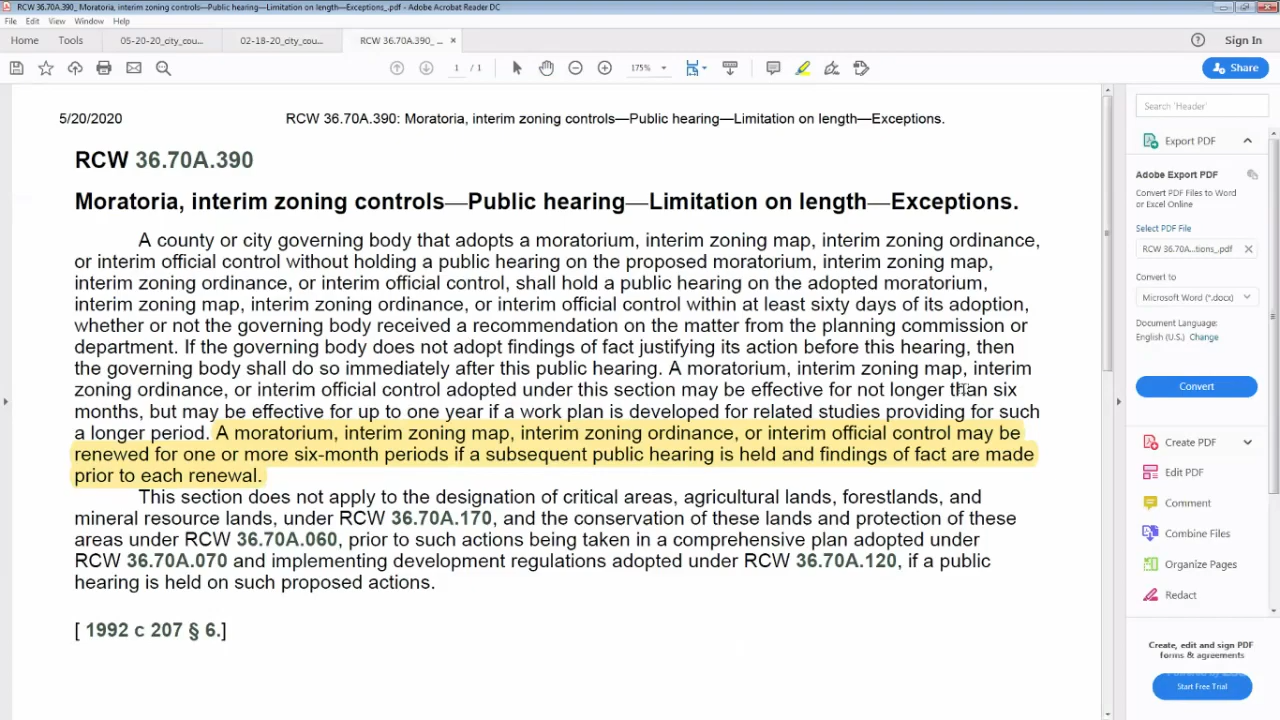 RCW 36.70A.390_ Moratoria, interim zoning controls—Public hearing—Limitation on length—Exceptions_.pdf - Adobe Acrobat Reader DC
File Edit View Window Help
Home Tools 05-20-20_city_cou... 02-18-20_city_cou... RCW 36.70A.390_ ... × Sign In
1 / 1 175% Share
5/20/2020 RCW 36.70A.390: Moratoria, interim zoning controls—Public hearing—Limitation on length—Exceptions.
RCW 36.70A.390
Moratoria, interim zoning controls—Public hearing—Limitation on length—Exceptions.
A county or city governing body that adopts a moratorium, interim zoning map, interim zoning ordinance,
or interim official control without holding a public hearing on the proposed moratorium, interim zoning map,
interim zoning ordinance, or interim official control, shall hold a public hearing on the adopted moratorium,
interim zoning map, interim zoning ordinance, or interim official control within at least sixty days of its adoption,
whether or not the governing body received a recommendation on the matter from the planning commission or
department. If the governing body does not adopt findings of fact justifying its action before this hearing, then
the governing body shall do so immediately after this public hearing. A moratorium, interim zoning map, interim
zoning ordinance, or interim official control adopted under this section may be effective for not longer than six
months, but may be effective for up to one year if a work plan is developed for related studies providing for such
a longer period. A moratorium, interim zoning map, interim zoning ordinance, or interim official control may be
renewed for one or more six-month periods if a subsequent public hearing is held and findings of fact are made
prior to each renewal.
This section does not apply to the designation of critical areas, agricultural lands, forestlands, and
mineral resource lands, under RCW 36.70A.170, and the conservation of these lands and protection of these
areas under RCW 36.70A.060, prior to such actions being taken in a comprehensive plan adopted under
RCW 36.70A.070 and implementing development regulations adopted under RCW 36.70A.120, if a public
hearing is held on such proposed actions.
[ 1992 c 207 § 6.]
Search 'Header'
Export PDF
Adobe Export PDF
Convert PDF Files to Word
or Excel Online
Select PDF File
RCW 36.70A...tions_.pdf ×
Convert to
Microsoft Word (*.docx)
Document Language:
English (U.S.) Change
Convert
Create PDF
Edit PDF
Comment
Combine Files
Organize Pages
Redact
Create, edit and sign PDF
forms & agreements
Start Free Trial